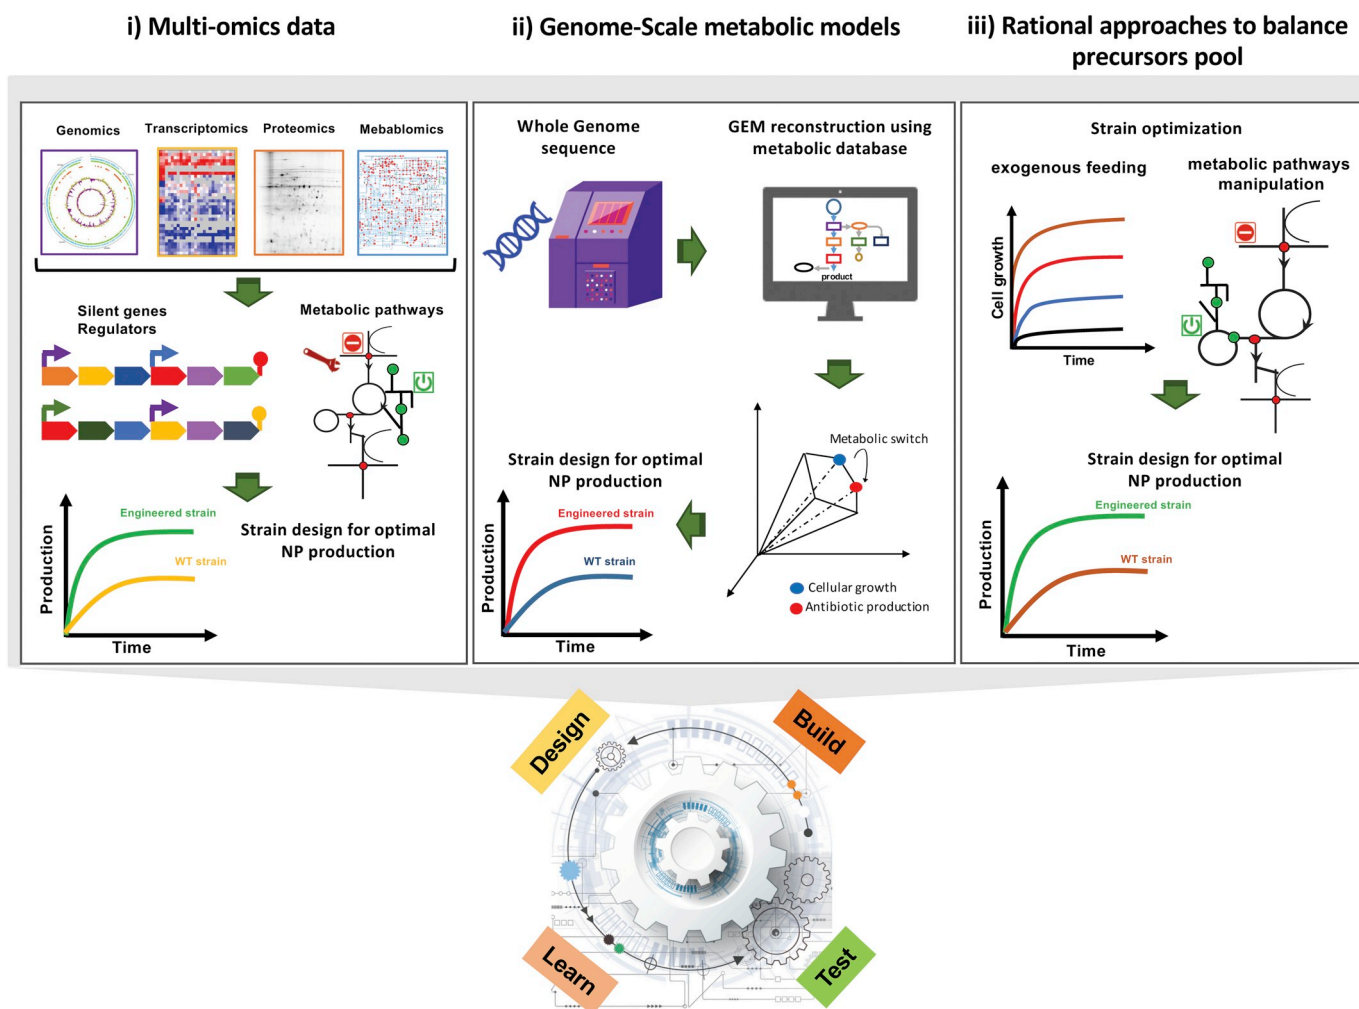 i) Multi-omics data
ii) Genome-Scale metabolic models
iii) Rational approaches to balance
precursors pool
Genomics
Transcriptomics
Proteomics
Mebablomics
Silent genes
Regulators
Metabolic pathways
Production
Engineered strain
WT strain
Time
Strain design for optimal
NP production
Whole Genome
sequence
GEM reconstruction using
metabolic database
product
Metabolic switch
Cellular growth
Antibiotic production
Strain design for optimal
NP production
Production
Engineered strain
WT strain
Time
Strain optimization
exogenous feeding
metabolic pathways
manipulation
Cell growth
Time
Strain design for optimal
NP production
Production
Engineered strain
WT strain
Time
Design
Build
Learn
Test